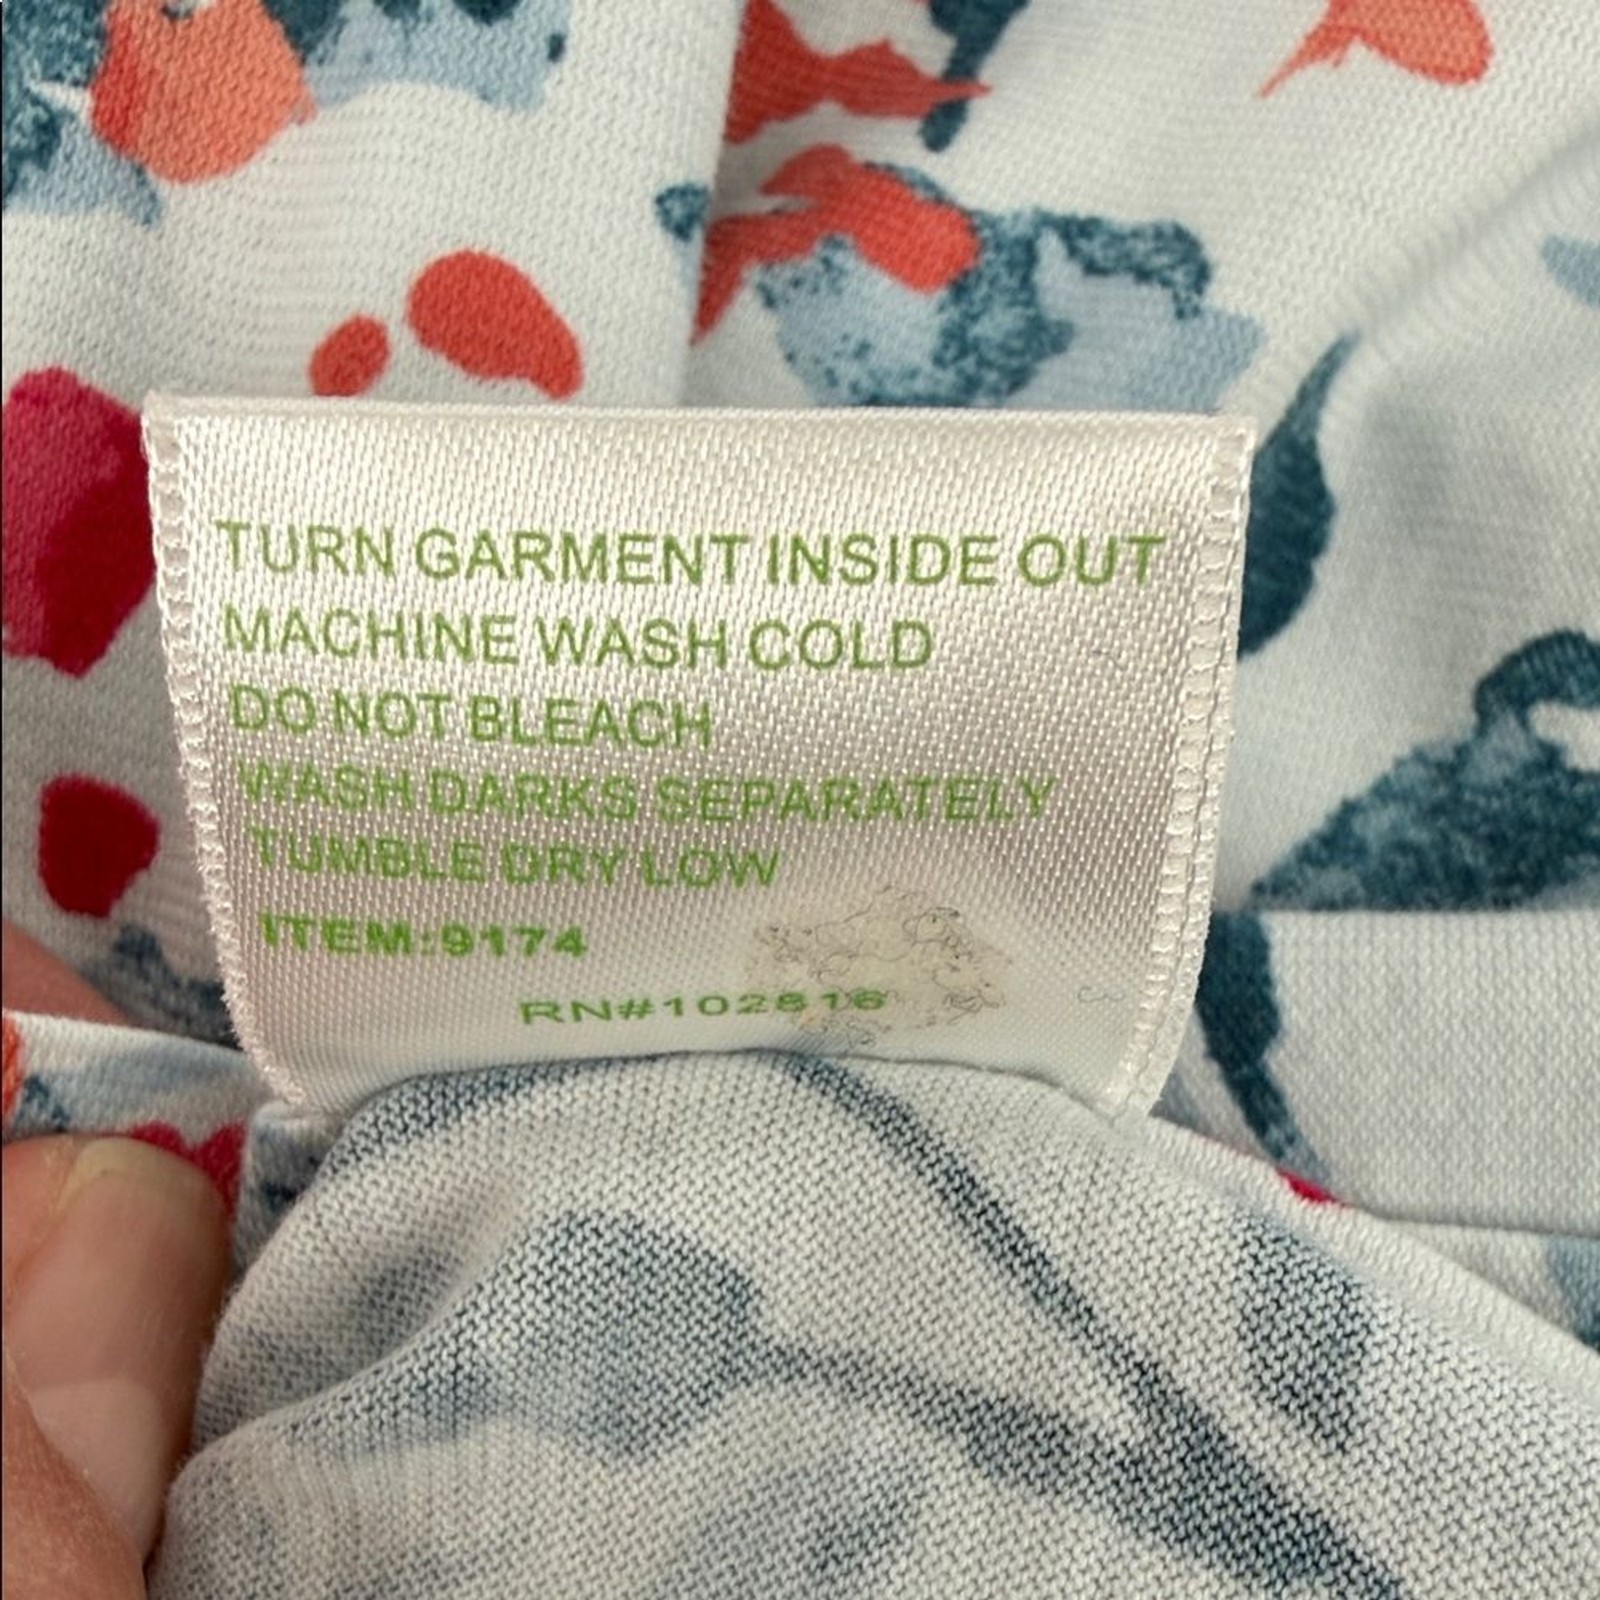 TURN GARMENT INSIDE OUT
MACHINE WASH COLD
DO NOT BLEACH
WASH DARKS SEPARATELY
TUMBLE DRY LOW
ITEM:9174
RN#102816